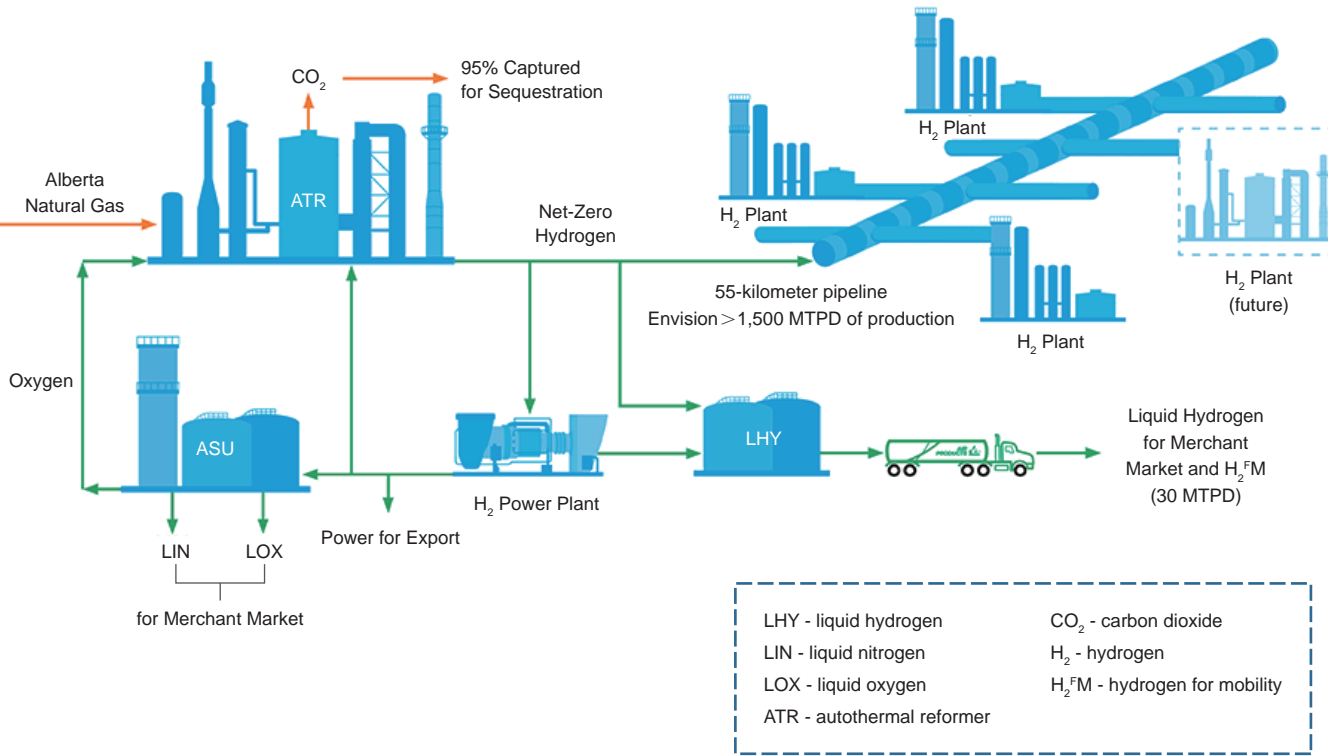 CO₂
95% Captured
for Sequestration
Alberta
Natural Gas
ATR
Net-Zero
Hydrogen
H₂ Plant
H₂ Plant
H₂ Plant
H₂ Plant
(future)
55-kilometer pipeline
Envision > 1,500 MTPD of production
Oxygen
ASU
H₂ Power Plant
LHY
PRODUCTS
Liquid Hydrogen
for Merchant
Market and H₂ᶠM
(30 MTPD)
LIN
LOX
Power for Export
for Merchant Market
LHY - liquid hydrogen
LIN - liquid nitrogen
LOX - liquid oxygen
ATR - autothermal reformer
CO₂ - carbon dioxide
H₂ - hydrogen
H₂ᶠM - hydrogen for mobility